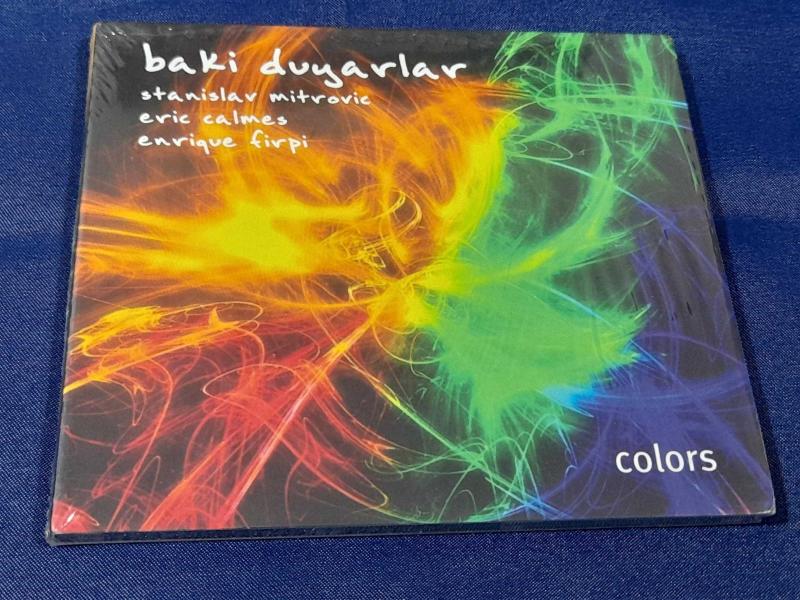 baki duyarlar
stanislav mitrovic
eric calmes
enrique firpi
colors